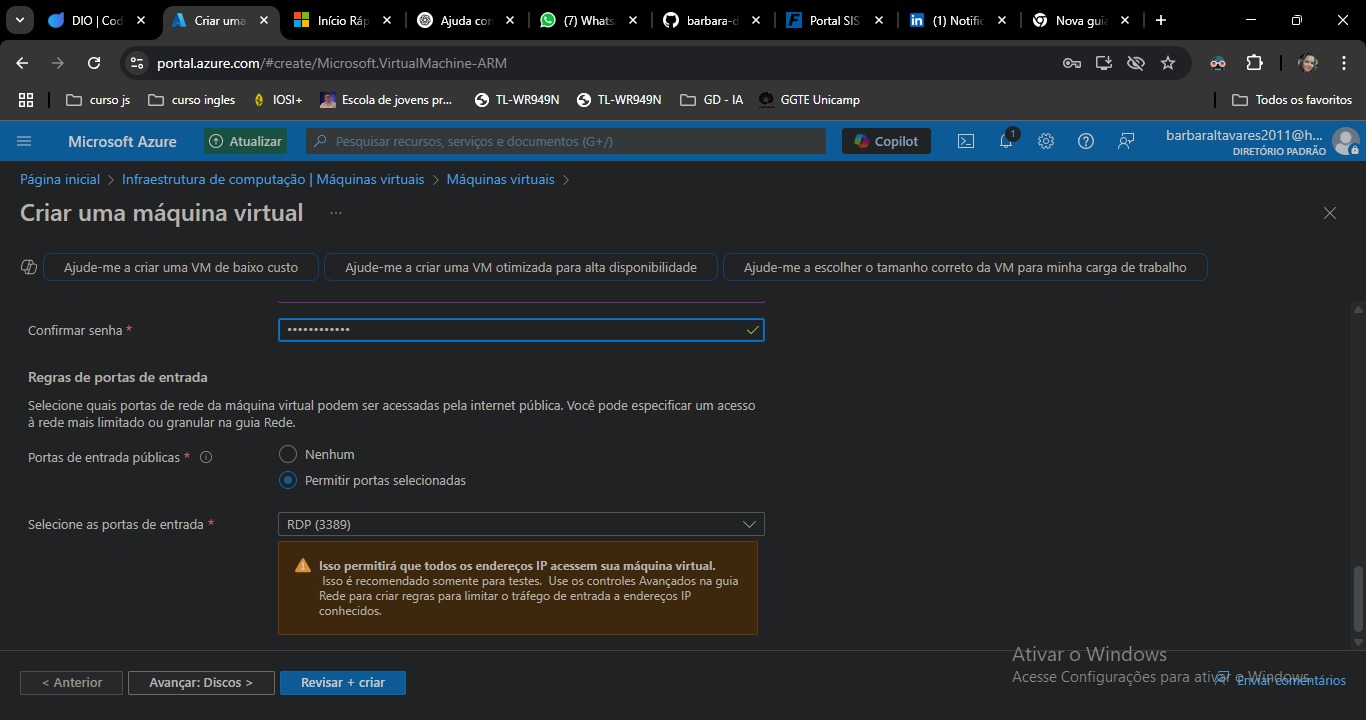 DIO | Cod
Criar uma
Início Ráp
Ajuda co
(7) Whats
barbara-d
Portal SIS
(1) Notific
Nova guia
portal.azure.com/#create/Microsoft.VirtualMachine-ARM
curso js
curso ingles
IOSI+
Escola de jovens pr...
TL-WR949N
TL-WR949N
GD - IA
GGTE Unicamp
Todos os favoritos
Microsoft Azure
Atualizar
Pesquisar recursos, serviços e documentos (G+/)
Copilot
1
barbaraltavares2011@h...
DIRETÓRIO PADRÃO
Página inicial > Infraestrutura de computação | Máquinas virtuais > Máquinas virtuais >
Criar uma máquina virtual ...
Ajude-me a criar uma VM de baixo custo
Ajude-me a criar uma VM otimizada para alta disponibilidade
Ajude-me a escolher o tamanho correto da VM para minha carga de trabalho
Confirmar senha *
••••••••••••
Regras de portas de entrada
Selecione quais portas de rede da máquina virtual podem ser acessadas pela internet pública. Você pode especificar um acesso
à rede mais limitado ou granular na guia Rede.
Portas de entrada públicas *
Nenhum
Permitir portas selecionadas
Selecione as portas de entrada *
RDP (3389)
Isso permitirá que todos os endereços IP acessem sua máquina virtual.
Isso é recomendado somente para testes. Use os controles Avançados na guia
Rede para criar regras para limitar o tráfego de entrada a endereços IP
conhecidos.
< Anterior
Avançar: Discos >
Revisar + criar
Ativar o Windows
Acesse Configurações para ativar o Windows.
Enviar comentários